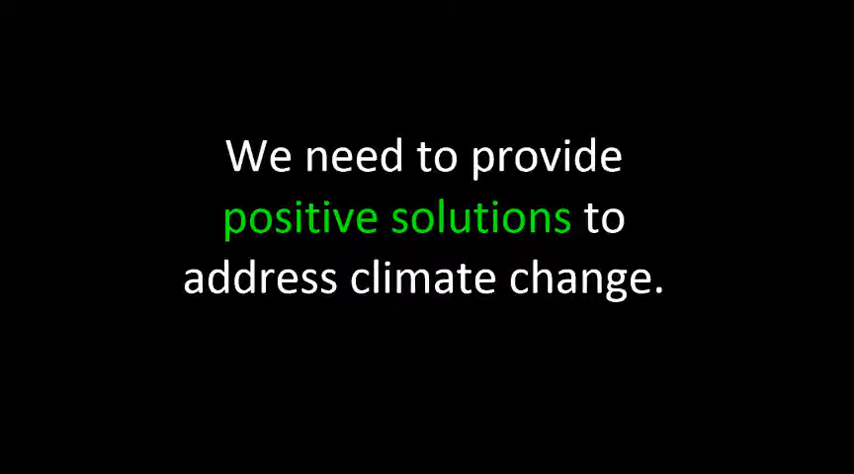 We need to provide
positive solutions to
address climate change.